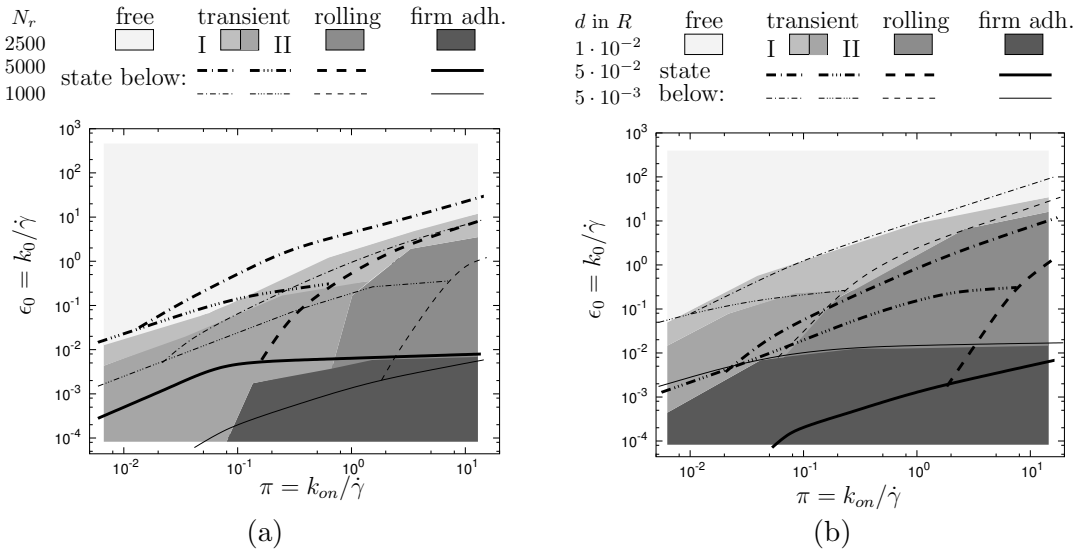 N_r free transient rolling firm adh.
2500 I II
5000 state below:
1000
10^3
10^2
10^1
10^0
10^-1
10^-2
10^-3
10^-4
ϵ_0 = k_0/γ̇
10^-2 10^-1 10^0 10^1
π = k_on/γ̇
(a)
d in R free transient rolling firm adh.
1 · 10^-2 I II
5 · 10^-2 state
5 · 10^-3 below:
10^3
10^2
10^1
10^0
10^-1
10^-2
10^-3
10^-4
ϵ_0 = k_0/γ̇
10^-2 10^-1 10^0 10^1
π = k_on/γ̇
(b)